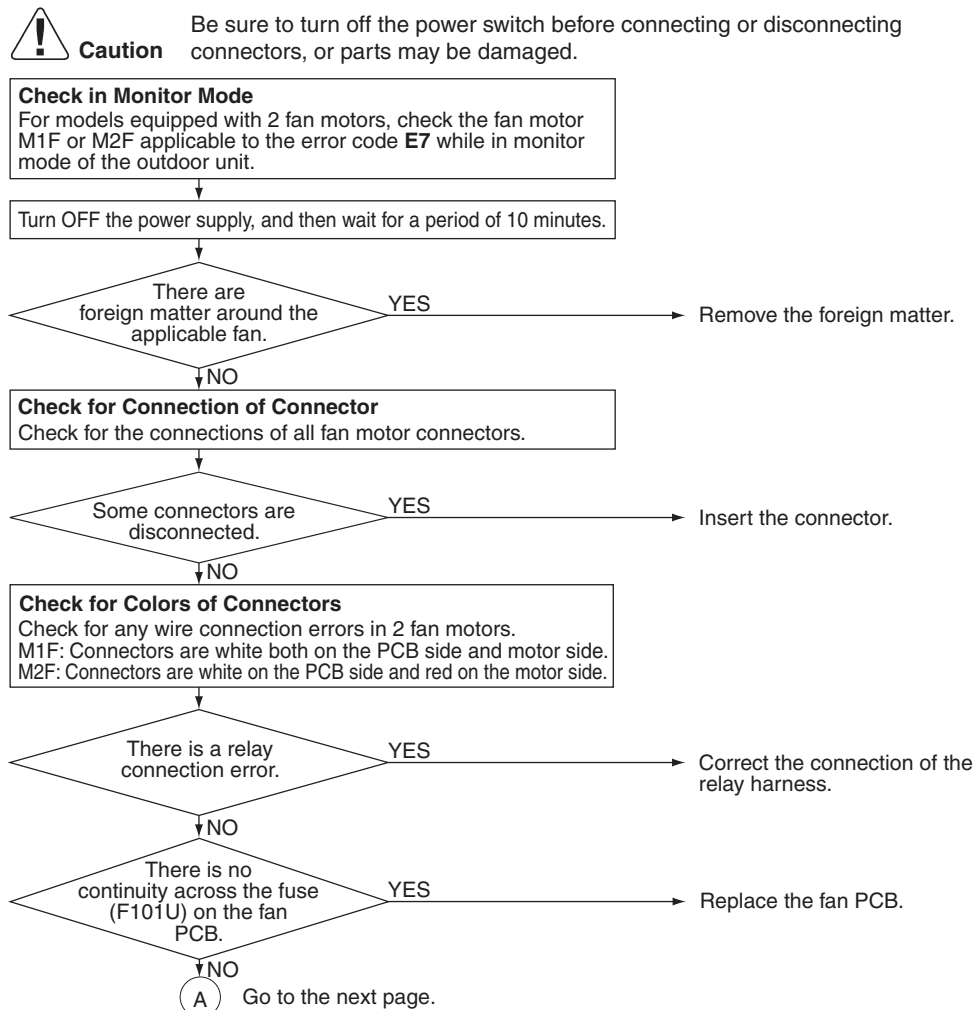 Be sure to turn off the power switch before connecting or disconnecting
Caution connectors, or parts may be damaged.
Check in Monitor Mode
For models equipped with 2 fan motors, check the fan motor
M1F or M2F applicable to the error code E7 while in monitor
mode of the outdoor unit.
Turn OFF the power supply, and then wait for a period of 10 minutes.
There are
foreign matter around the
applicable fan.
YES
Remove the foreign matter.
NO
Check for Connection of Connector
Check for the connections of all fan motor connectors.
Some connectors are
disconnected.
YES
Insert the connector.
NO
Check for Colors of Connectors
Check for any wire connection errors in 2 fan motors.
M1F: Connectors are white both on the PCB side and motor side.
M2F: Connectors are white on the PCB side and red on the motor side.
There is a relay
connection error.
YES
Correct the connection of the
relay harness.
NO
There is no
continuity across the fuse
(F101U) on the fan
PCB.
YES
Replace the fan PCB.
NO
A Go to the next page.